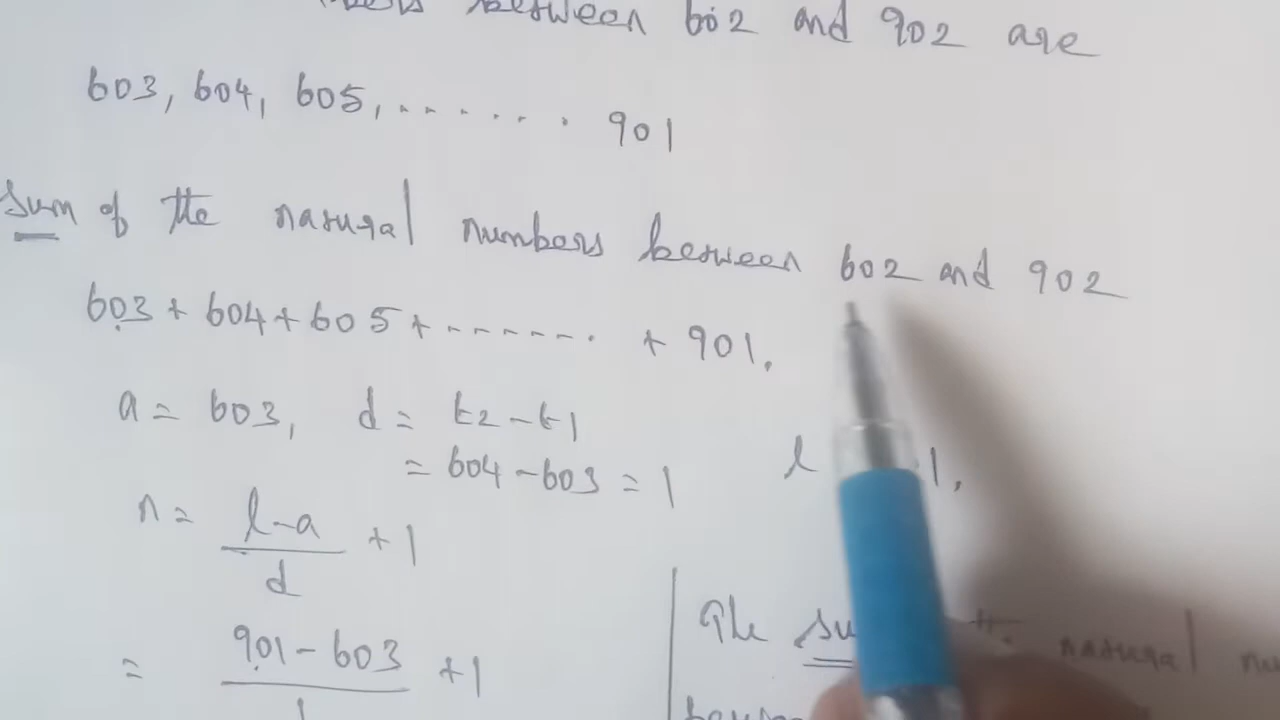 between 602 and 902 are
603, 604, 605, ....... 901
Sum of the natural numbers between 602 and 902
603 + 604 + 605 + ------- + 901.
a = 603, d = t2 - t1
= 604 - 603 = 1
l 1.
n = l - a / d + 1
= 901 - 603 / 1 + 1
The natural